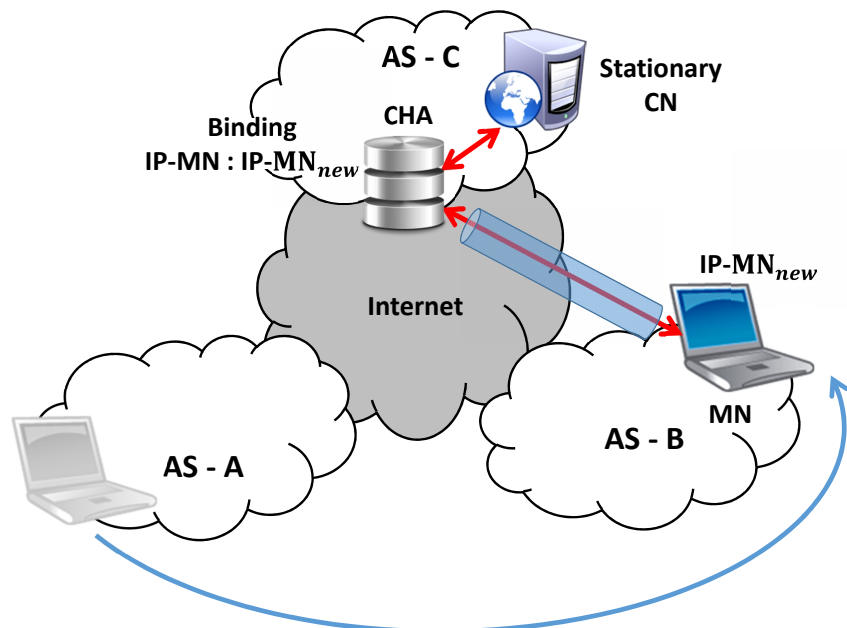 AS - C
Stationary
CN
CHA
Binding
IP-MN : IP-MN_new
IP-MN_new
Internet
MN
AS - B
AS - A